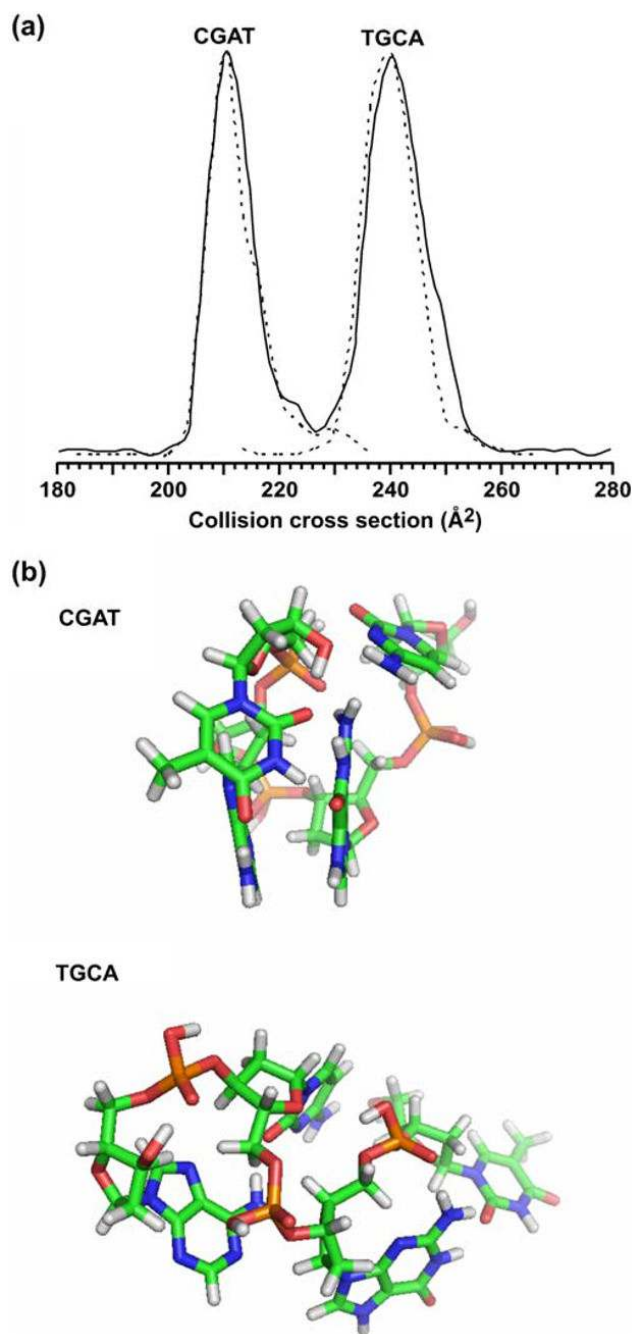 (a)
CGAT TGCA
180 200 220 240 260 280
Collision cross section (Å²)
(b)
CGAT
TGCA